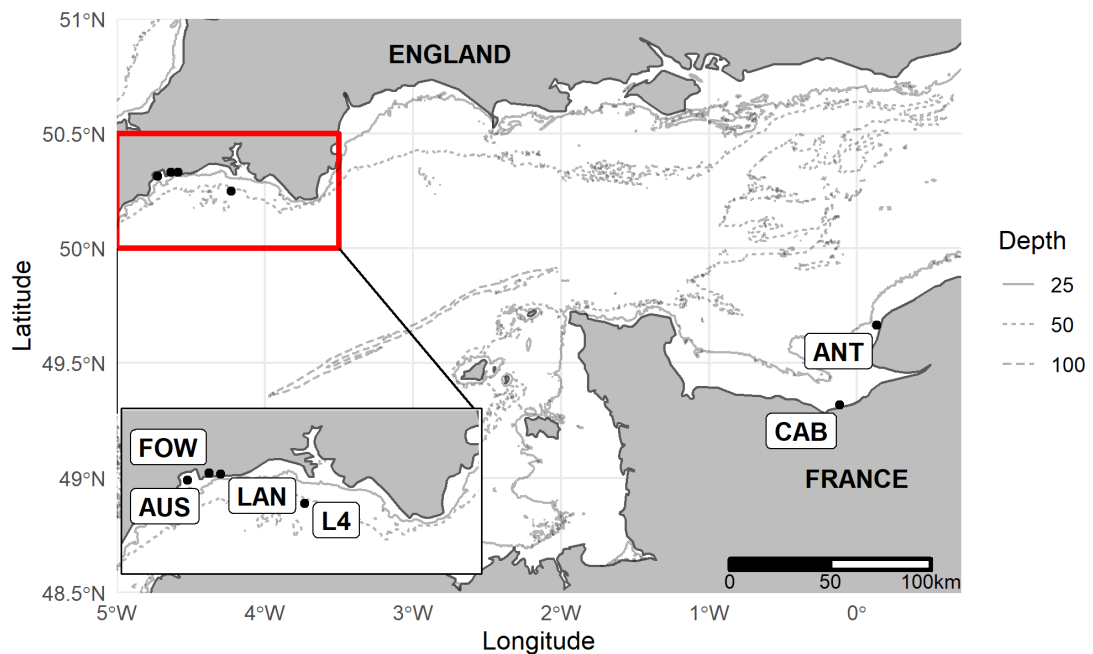 51°N
50.5°N
50°N
49.5°N
49°N
48.5°N
Latitude
ENGLAND
ANT
CAB
FRANCE
FOW
AUS
LAN
L4
0
50
100km
5°W
4°W
3°W
2°W
1°W
0°
Longitude
Depth
25
50
100